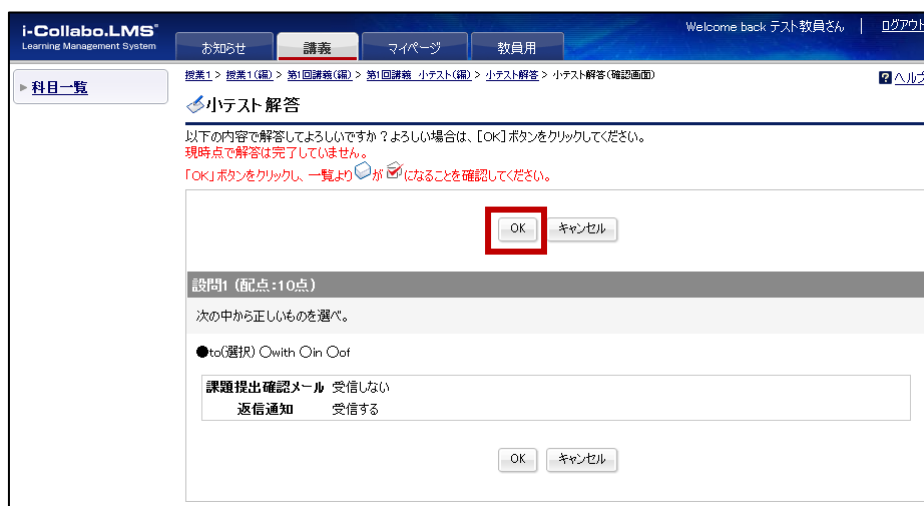 i-Collabo.LMS
Learning Management System
Welcome back テスト教員さん | ログアウト
お知らせ 講義 マイページ 教員用
▶科目一覧
授業1 > 授業1(編) > 第1回講義(編) > 第1回講義 小テスト(編) > 小テスト解答 > 小テスト解答(確認画面)
? ヘルプ
小テスト解答
以下の内容で解答してよろしいですか？よろしい場合は、[OK]ボタンをクリックしてください。
現時点で解答は完了していません。
「OK」ボタンをクリックし、一覧より が になることを確認してください。
OK キャンセル
設問1 (配点:10点)
次の中から正しいものを選べ。
●to(選択) ○with ○in ○of
課題提出確認メール 受信しない
返信通知 受信する
OK キャンセル